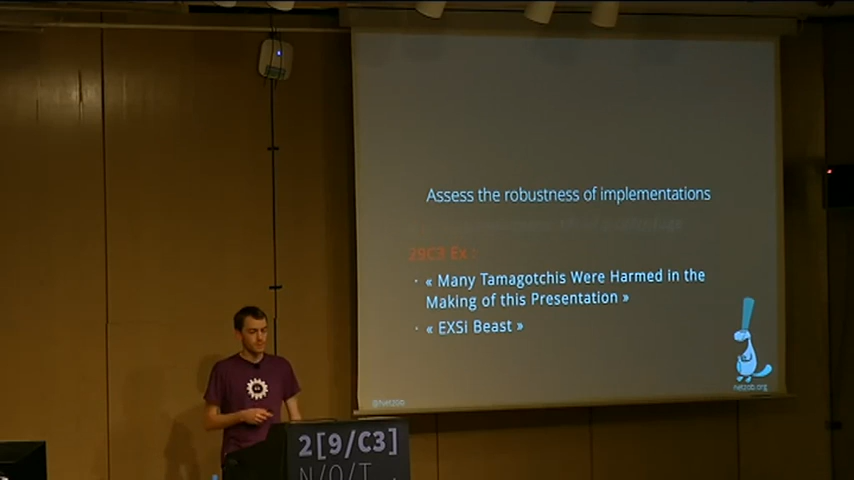 Assess the robustness of implementations
29C3 Ex :
· « Many Tamagotchis Were Harmed in the
Making of this Presentation »
· « EXSi Beast »
@Netzob
netzob.org
2[9/C3]
N/O/T